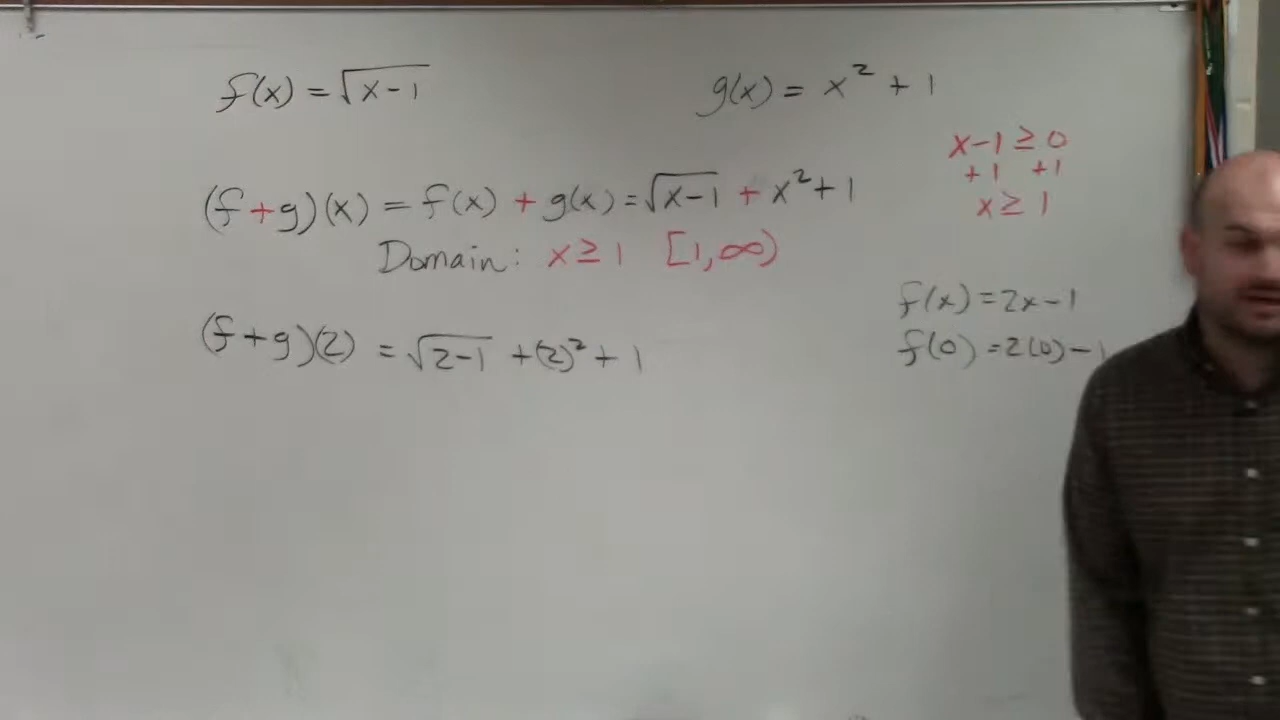 f(x) = √x-1
g(x) = x² + 1
x-1 ≥ 0
+1 +1
x ≥ 1
(f+g)(x) = f(x) + g(x) = √x-1 + x² + 1
Domain: x ≥ 1 [1, ∞)
f(x) = 2x-1
f(0) = 2(0)-1
(f+g)(2) = √2-1 + (2)² + 1